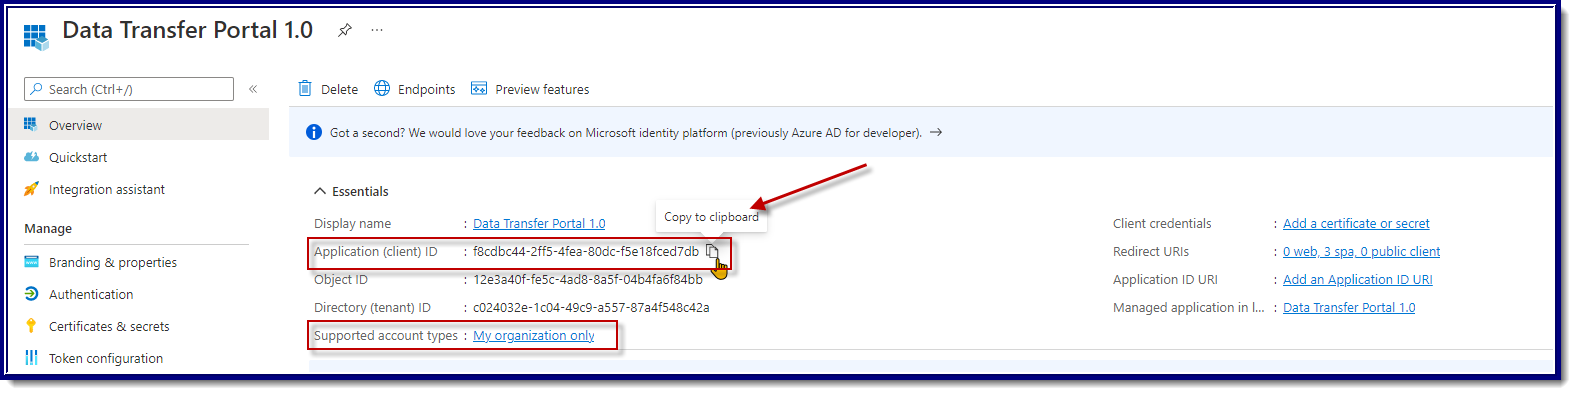 Data Transfer Portal 1.0 ...
Search (Ctrl+/) «
Overview
Quickstart
Integration assistant
Manage
Branding & properties
Authentication
Certificates & secrets
Token configuration
Delete Endpoints Preview features
Got a second? We would love your feedback on Microsoft identity platform (previously Azure AD for developer). →
Essentials
Copy to clipboard
Display name : Data Transfer Portal 1.0
Application (client) ID : f8cdbc44-2ff5-4fea-80dc-f5e18fced7db
Object ID : 12e3a40f-fe5c-4ad8-8a5f-04b4fa6f84bb
Directory (tenant) ID : c024032e-1c04-49c9-a557-87a4f548c42a
Supported account types : My organization only
Client credentials : Add a certificate or secret
Redirect URIs : 0 web, 3 spa, 0 public client
Application ID URI : Add an Application ID URI
Managed application in l... : Data Transfer Portal 1.0